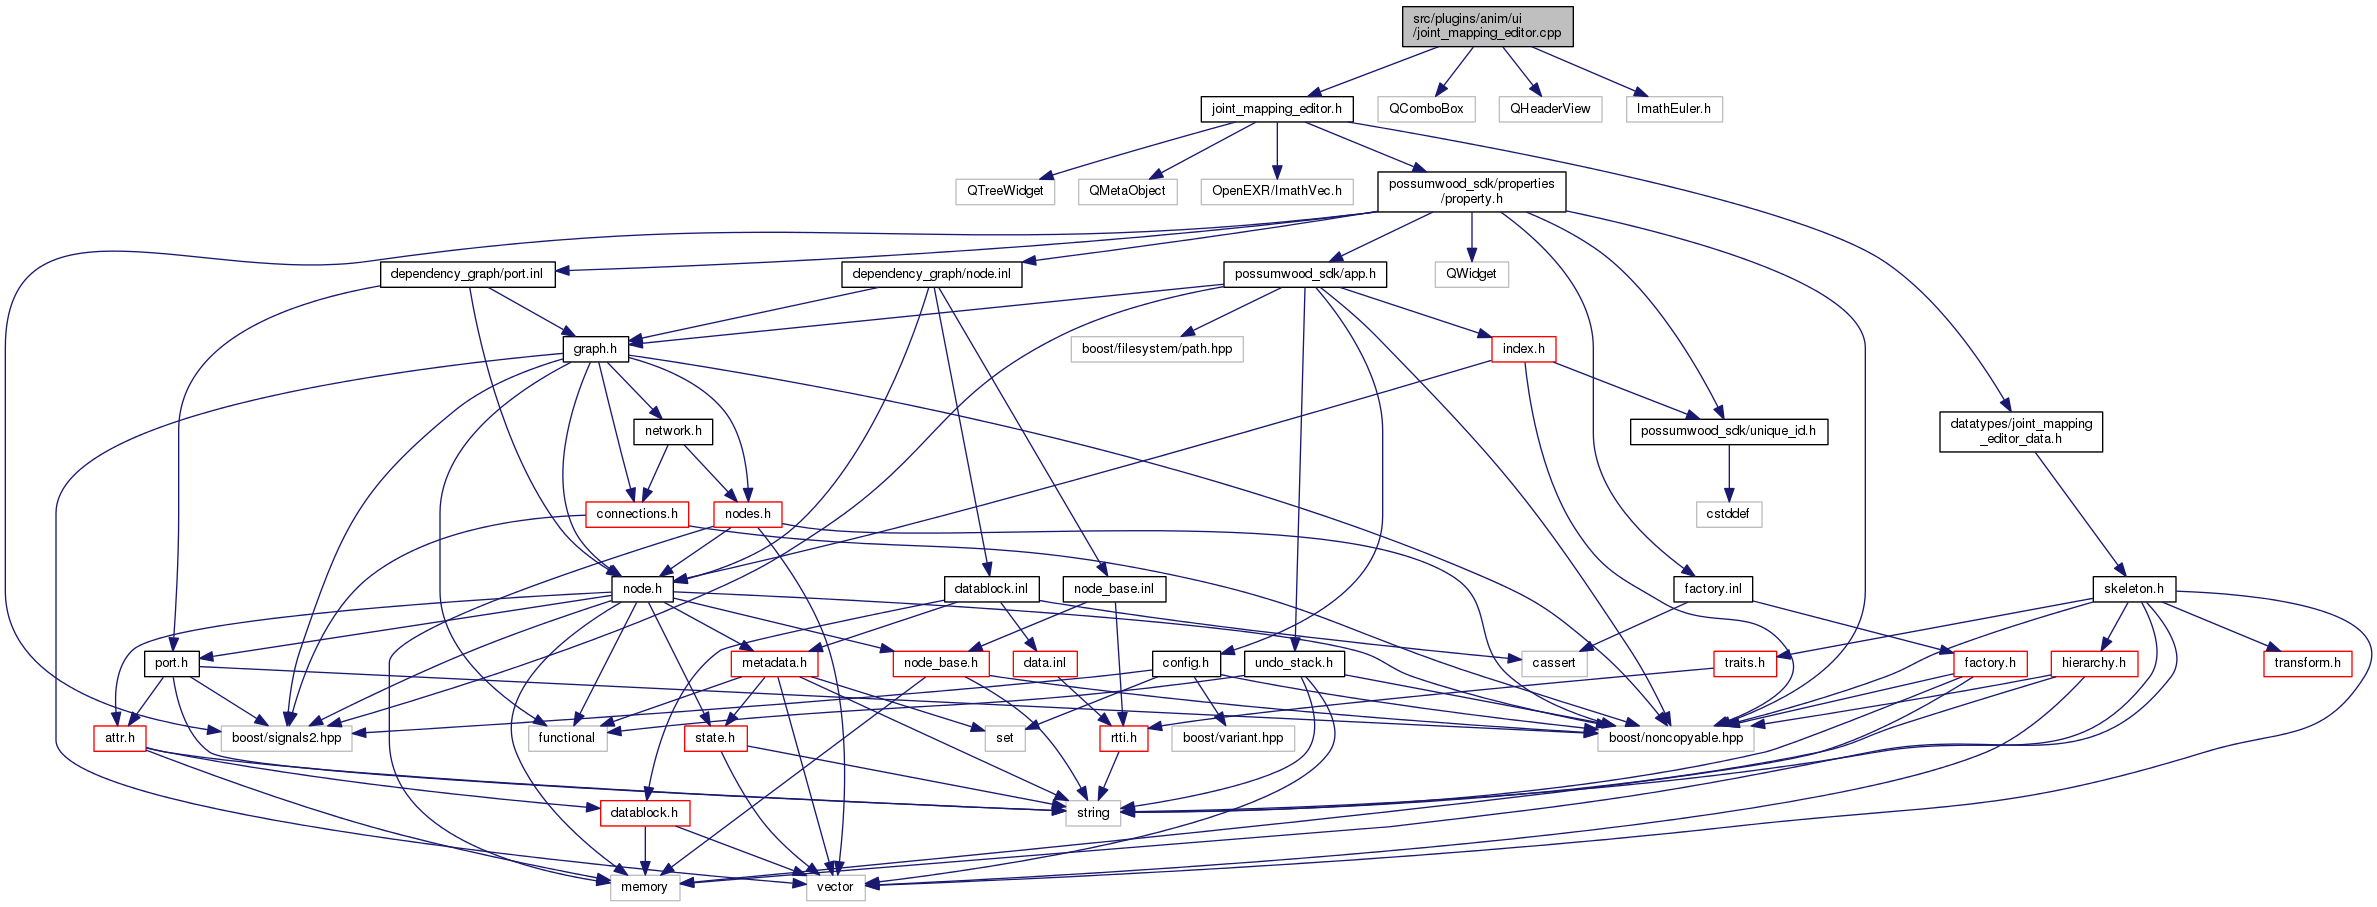 src/plugins/anim/ui
/joint_mapping_editor.cpp
joint_mapping_editor.h
QComboBox
QHeaderView
ImathEuler.h
QTreeWidget
QMetaObject
OpenEXR/ImathVec.h
possumwood_sdk/properties
/property.h
dependency_graph/port.inl
dependency_graph/node.inl
possumwood_sdk/app.h
QWidget
graph.h
boost/filesystem/path.hpp
index.h
network.h
possumwood_sdk/unique_id.h
datatypes/joint_mapping
_editor_data.h
connections.h
nodes.h
cstddef
node.h
datablock.inl
node_base.inl
factory.inl
skeleton.h
port.h
metadata.h
node_base.h
data.inl
config.h
undo_stack.h
cassert
traits.h
factory.h
hierarchy.h
transform.h
attr.h
boost/signals2.hpp
functional
state.h
set
rtti.h
boost/variant.hpp
boost/noncopyable.hpp
datablock.h
string
memory
vector